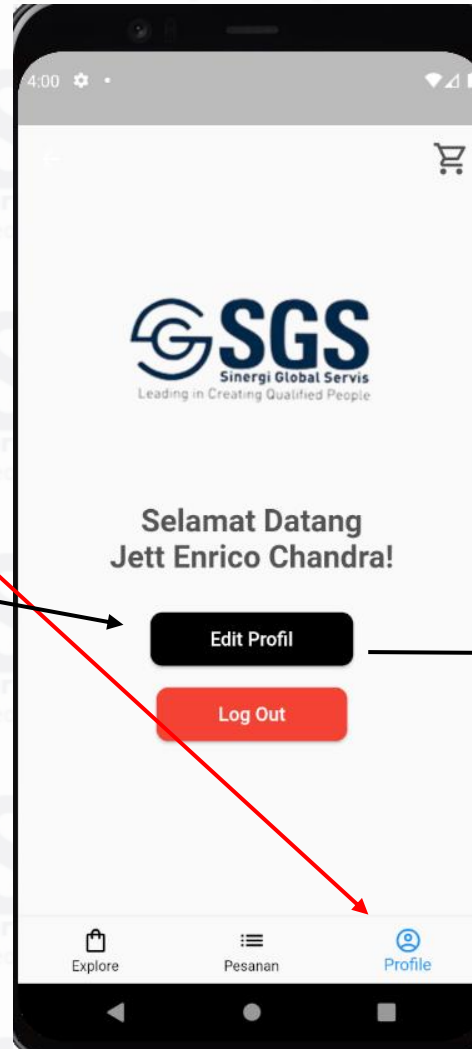 4:00
SGS
Sinergi Global Servis
Leading in Creating Qualified People
Selamat Datang
Jett Enrico Chandra!
Edit Profil
Log Out
Explore
Pesanan
Profile